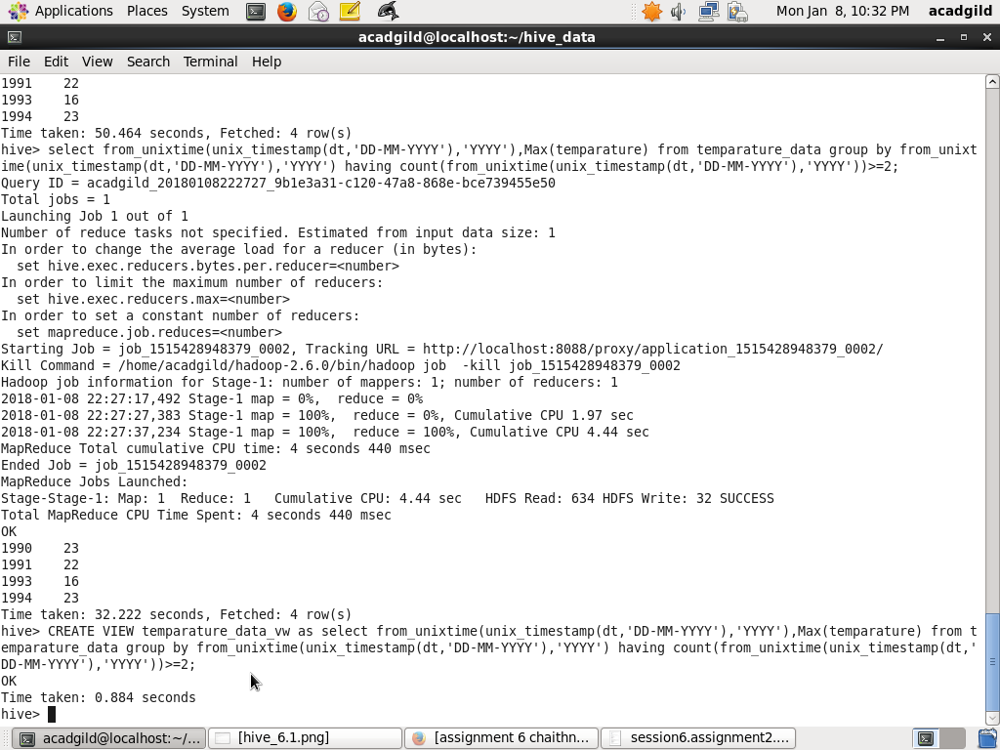 Applications Places System Mon Jan 8, 10:32 PM acadgild
acadgild@localhost:~/hive_data
File Edit View Search Terminal Help
1991    22
1993    16
1994    23
Time taken: 50.464 seconds, Fetched: 4 row(s)
hive> select from_unixtime(unix_timestamp(dt,'DD-MM-YYYY'),'YYYY'),Max(temparature) from temparature_data group by from_unixt
ime(unix_timestamp(dt,'DD-MM-YYYY'),'YYYY') having count(from_unixtime(unix_timestamp(dt,'DD-MM-YYYY'),'YYYY'))>=2;
Query ID = acadgild_20180108222727_9b1e3a31-c120-47a8-868e-bce739455e50
Total jobs = 1
Launching Job 1 out of 1
Number of reduce tasks not specified. Estimated from input data size: 1
In order to change the average load for a reducer (in bytes):
  set hive.exec.reducers.bytes.per.reducer=<number>
In order to limit the maximum number of reducers:
  set hive.exec.reducers.max=<number>
In order to set a constant number of reducers:
  set mapreduce.job.reduces=<number>
Starting Job = job_1515428948379_0002, Tracking URL = http://localhost:8088/proxy/application_1515428948379_0002/
Kill Command = /home/acadgild/hadoop-2.6.0/bin/hadoop job  -kill job_1515428948379_0002
Hadoop job information for Stage-1: number of mappers: 1; number of reducers: 1
2018-01-08 22:27:17,492 Stage-1 map = 0%,  reduce = 0%
2018-01-08 22:27:27,383 Stage-1 map = 100%,  reduce = 0%, Cumulative CPU 1.97 sec
2018-01-08 22:27:37,234 Stage-1 map = 100%,  reduce = 100%, Cumulative CPU 4.44 sec
MapReduce Total cumulative CPU time: 4 seconds 440 msec
Ended Job = job_1515428948379_0002
MapReduce Jobs Launched:
Stage-Stage-1: Map: 1  Reduce: 1   Cumulative CPU: 4.44 sec   HDFS Read: 634 HDFS Write: 32 SUCCESS
Total MapReduce CPU Time Spent: 4 seconds 440 msec
OK
1990    23
1991    22
1993    16
1994    23
Time taken: 32.222 seconds, Fetched: 4 row(s)
hive> CREATE VIEW temparature_data_vw as select from_unixtime(unix_timestamp(dt,'DD-MM-YYYY'),'YYYY'),Max(temparature) from t
emparature_data group by from_unixtime(unix_timestamp(dt,'DD-MM-YYYY'),'YYYY') having count(from_unixtime(unix_timestamp(dt,'
DD-MM-YYYY'),'YYYY'))>=2;
OK
Time taken: 0.884 seconds
hive>
acadgild@localhost:~/... [hive_6.1.png] [assignment 6 chaithn... session6.assignment2....